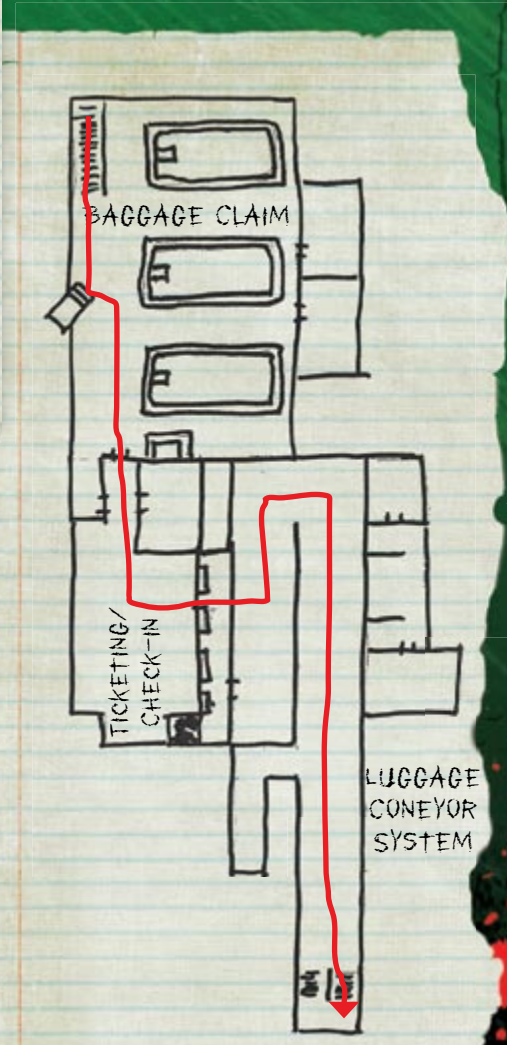 BAGGAGE CLAIM
TICKETING/
CHECK-IN
LUGGAGE
CONEYOR
SYSTEM